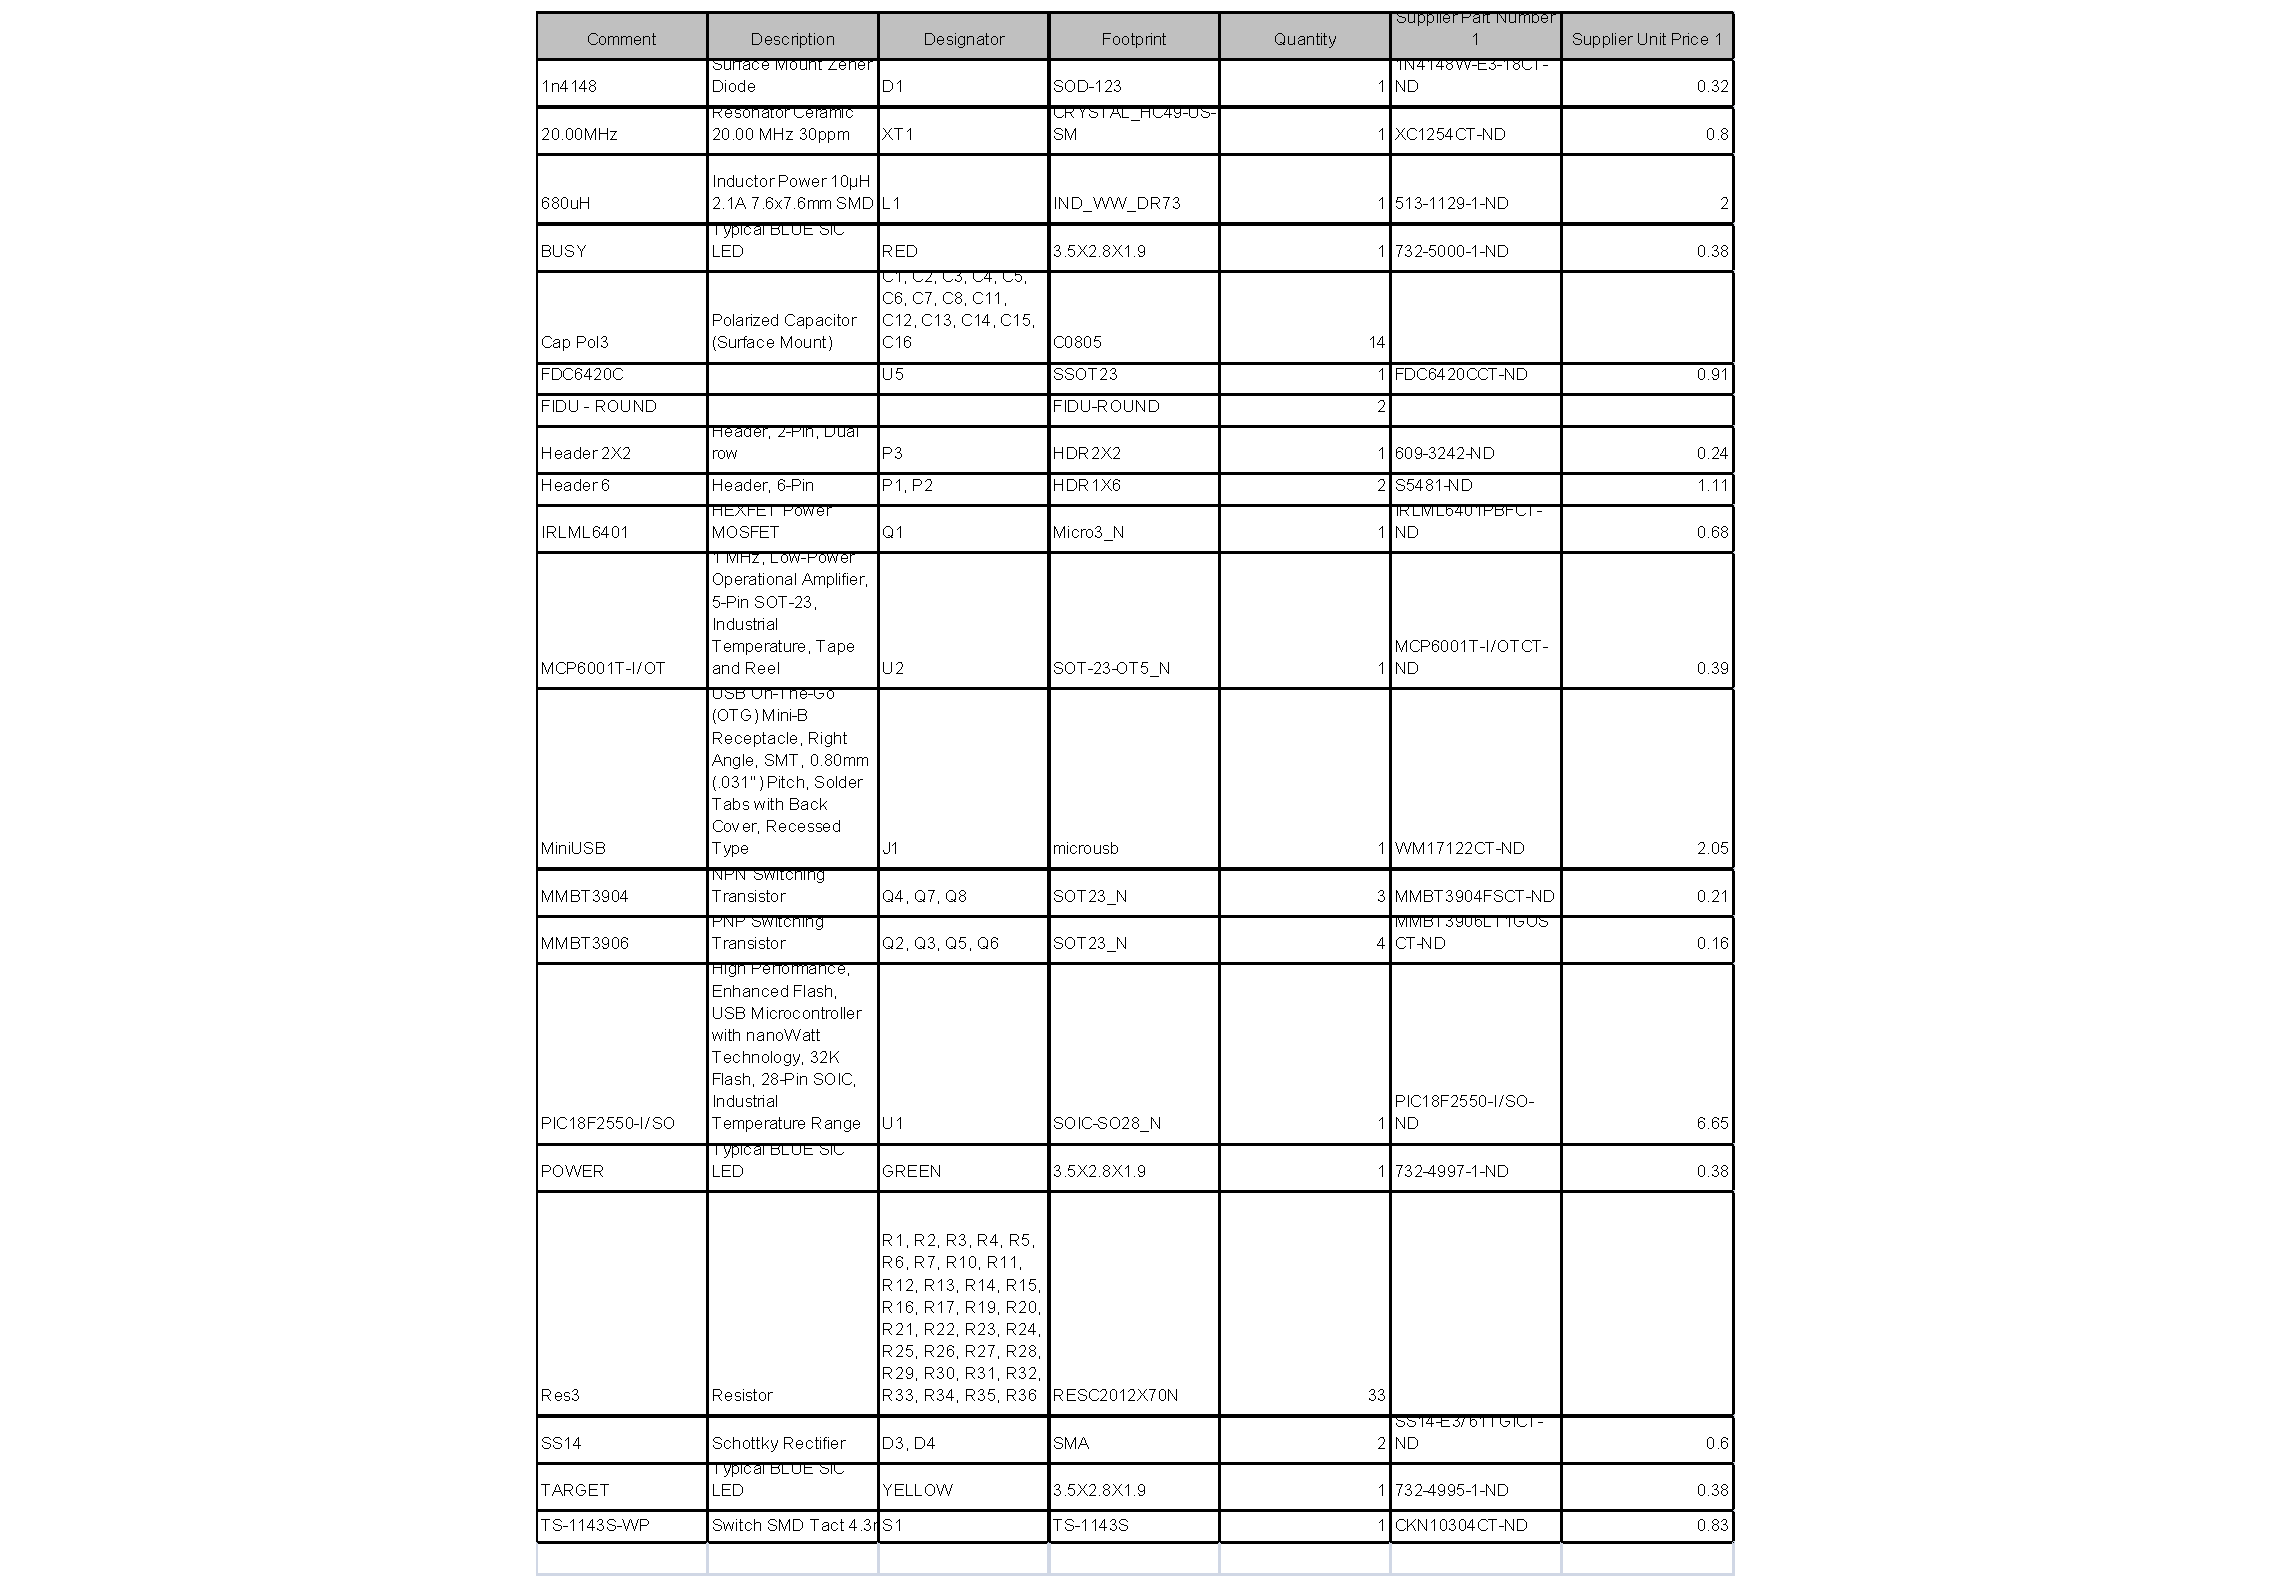 Comment Description Designator Footprint Quantity Supplier Part Number 1 Supplier Unit Price 1
1n4148 Surface Mount Zener Diode D1 SOD-123 1 1N4148W-E3-18CT-ND 0.32
20.00MHz Resonator Ceramic 20.00 MHz 30ppm XT1 CRYSTAL_HC49-US-SM 1 XC1254CT-ND 0.8
680uH Inductor Power 10µH 2.1A 7.6x7.6mm SMD L1 IND_WW_DR73 1 513-1129-1-ND 2
BUSY Typical BLUE SiC LED RED 3.5X2.8X1.9 1 732-5000-1-ND 0.38
Cap Pol3 Polarized Capacitor (Surface Mount) C1, C2, C3, C4, C5, C6, C7, C8, C11, C12, C13, C14, C15, C16 C0805 14
FDC6420C U5 SSOT23 1 FDC6420CCT-ND 0.91
FIDU - ROUND FIDU-ROUND 2
Header 2X2 Header, 2-Pin, Dual row P3 HDR2X2 1 609-3242-ND 0.24
Header 6 Header, 6-Pin P1, P2 HDR1X6 2 S5481-ND 1.11
IRLML6401 HEXFET Power MOSFET Q1 Micro3_N 1 IRLML6401PBFCT-ND 0.68
MCP6001T-I/OT 1 MHz, Low-Power Operational Amplifier, 5-Pin SOT-23, Industrial Temperature, Tape and Reel U2 SOT-23-OT5_N 1 MCP6001T-I/OTCT-ND 0.39
MiniUSB USB On-The-Go (OTG) Mini-B Receptacle, Right Angle, SMT, 0.80mm (.031") Pitch, Solder Tabs with Back Cover, Recessed Type J1 microusb 1 WM17122CT-ND 2.05
MMBT3904 NPN Switching Transistor Q4, Q7, Q8 SOT23_N 3 MMBT3904FSCT-ND 0.21
MMBT3906 PNP Switching Transistor Q2, Q3, Q5, Q6 SOT23_N 4 MMBT3906LT1GOSCT-ND 0.16
PIC18F2550-I/SO High Performance, Enhanced Flash, USB Microcontroller with nanoWatt Technology, 32K Flash, 28-Pin SOIC, Industrial Temperature Range U1 SOIC-SO28_N 1 PIC18F2550-I/SO-ND 6.65
POWER Typical BLUE SiC LED GREEN 3.5X2.8X1.9 1 732-4997-1-ND 0.38
Res3 Resistor R1, R2, R3, R4, R5, R6, R7, R10, R11, R12, R13, R14, R15, R16, R17, R19, R20, R21, R22, R23, R24, R25, R26, R27, R28, R29, R30, R31, R32, R33, R34, R35, R36 RESC2012X70N 33
SS14 Schottky Rectifier D3, D4 SMA 2 SS14-E3/61TGICT-ND 0.6
TARGET Typical BLUE SiC LED YELLOW 3.5X2.8X1.9 1 732-4995-1-ND 0.38
TS-1143S-WP Switch SMD Tact S1 TS-1143S 1 CKN10304CT-ND 0.83